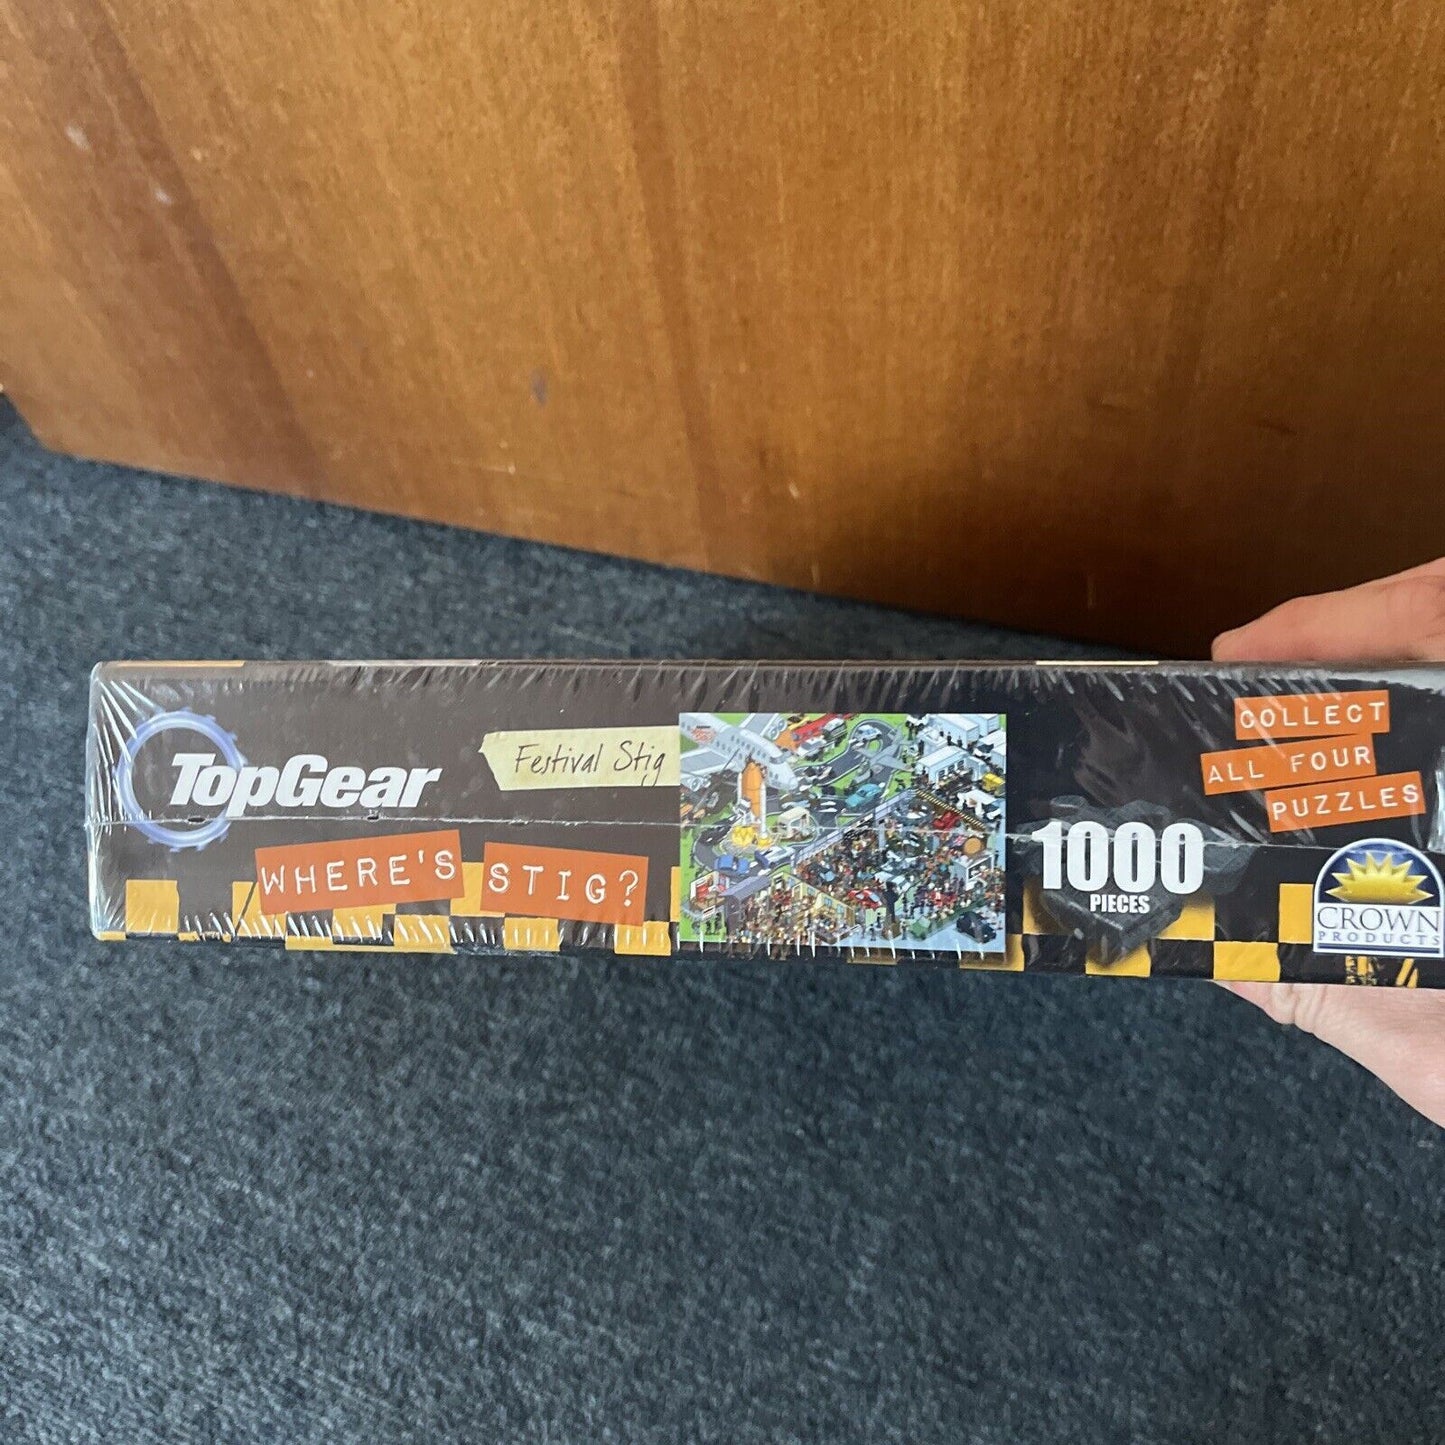 TopGear
WHERE'S STIG?
Festival Stig
1000
PIECES
COLLECT
ALL FOUR
PUZZLES
CROWN
PRODUCTS